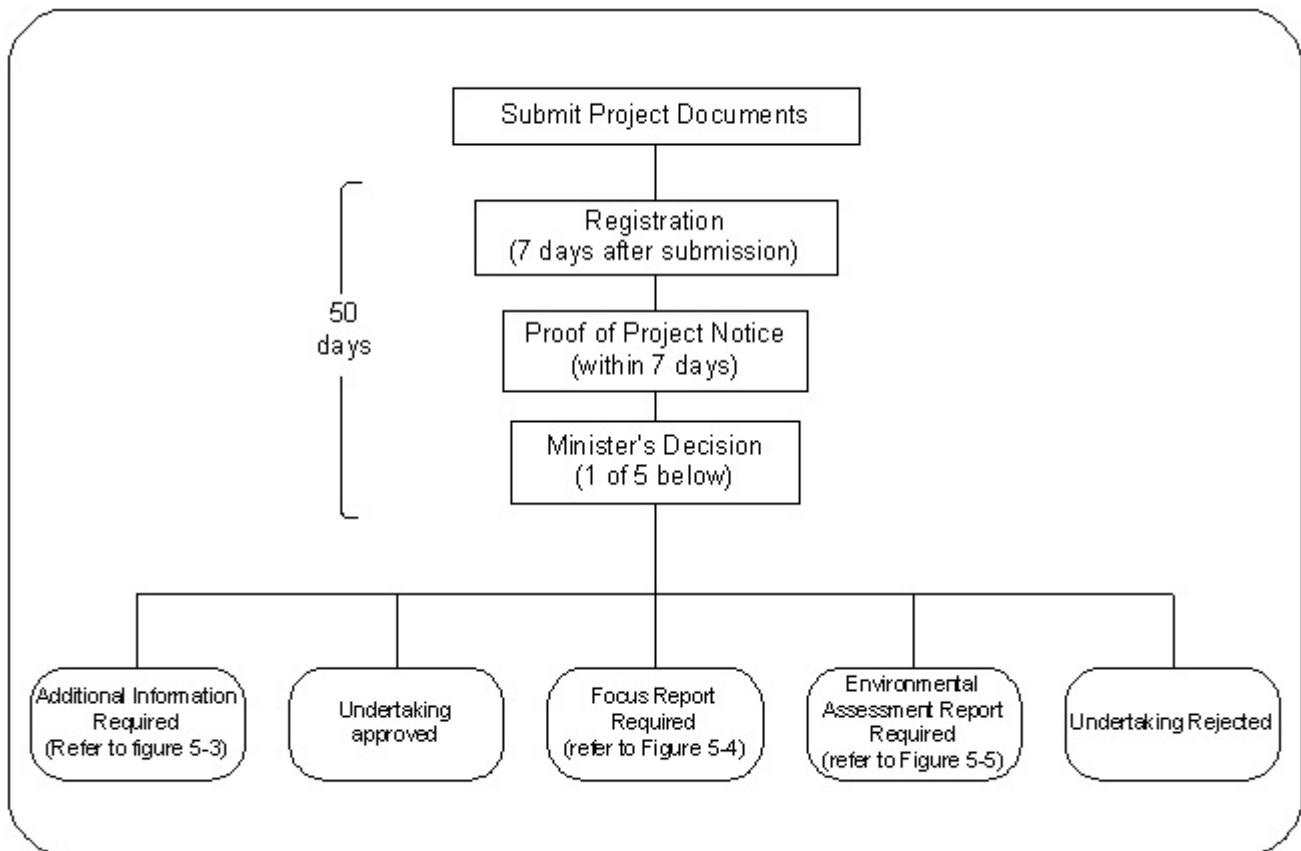 Submit Project Documents
Registration
(7 days after submission)
50
days
Proof of Project Notice
(within 7 days)
Minister's Decision
(1 of 5 below)
Additional Information
Required
(Refer to figure 5-3)
Undertaking
approved
Focus Report
Required
(refer to Figure 5-4)
Environmental
Assessment Report
Required
(refer to Figure 5-5)
Undertaking Rejected